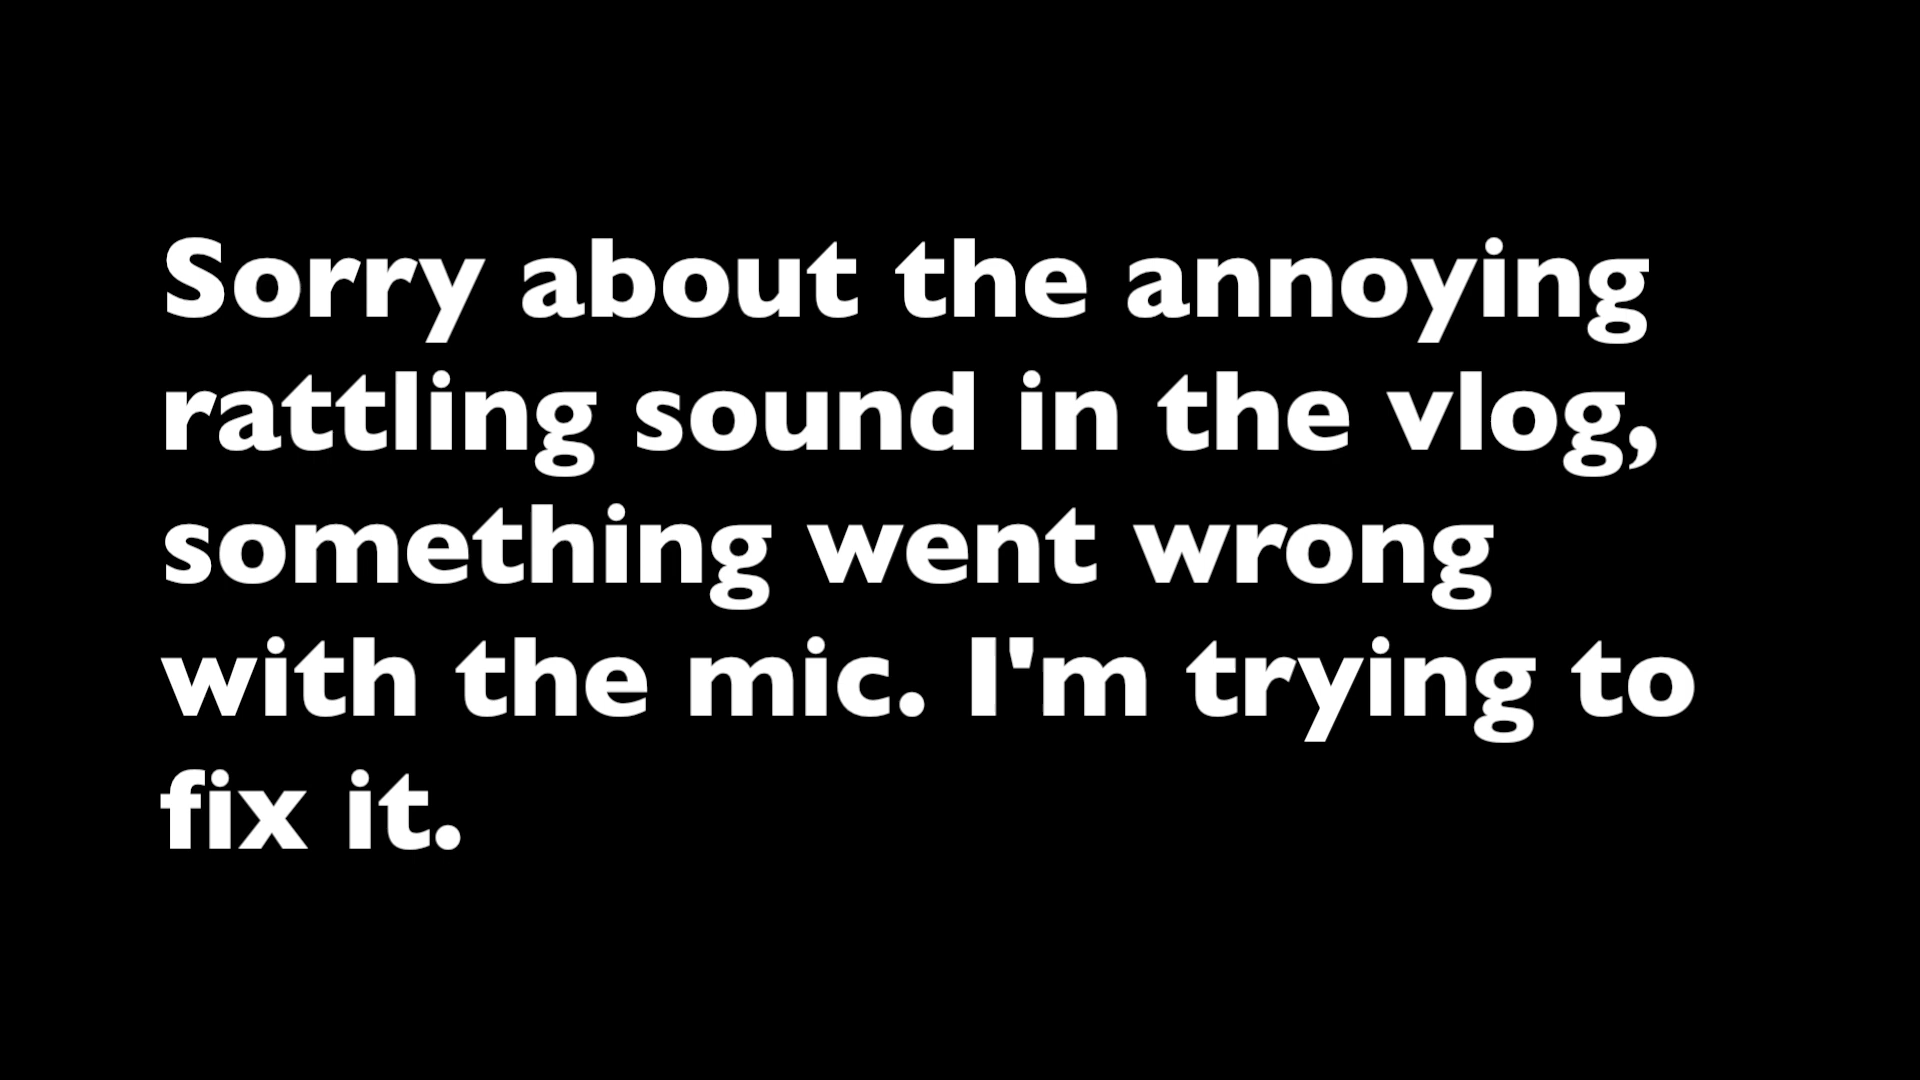 Sorry about the annoying
rattling sound in the vlog,
something went wrong
with the mic. I'm trying to
fix it.